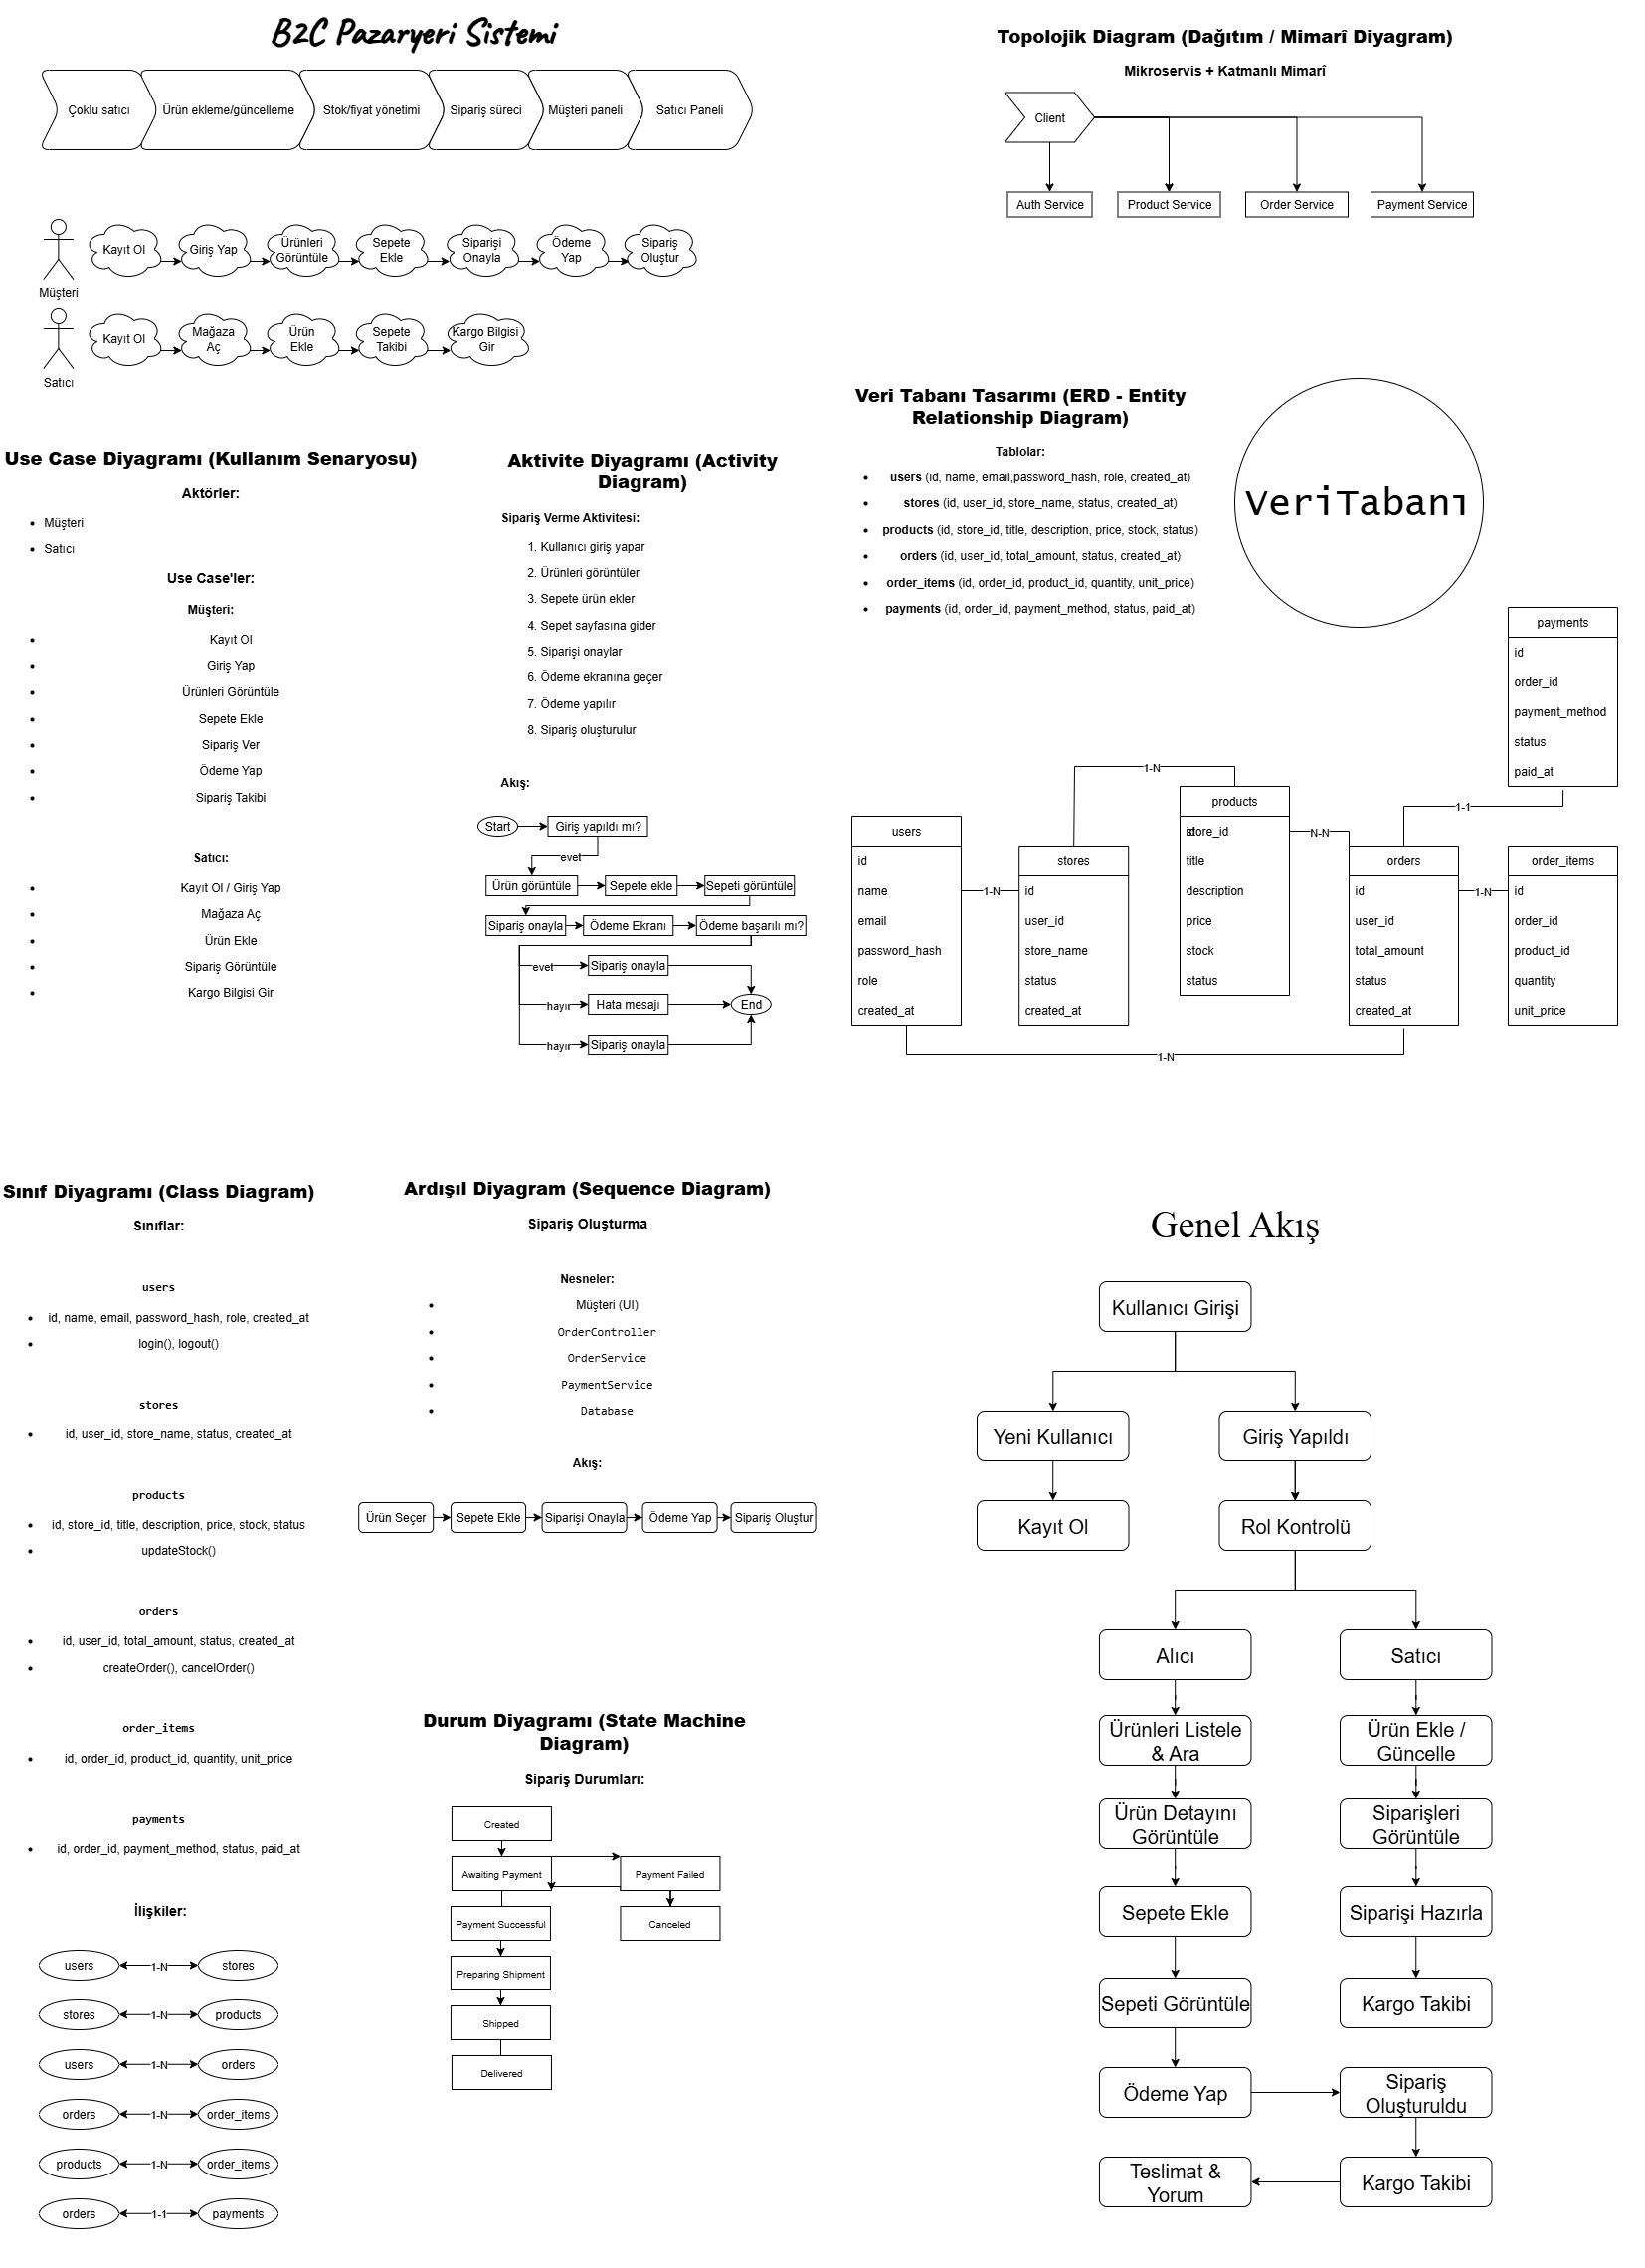 B2C Pazaryeri Sistemi
Çoklu satıcı
Ürün ekleme/güncelleme
Stok/fiyat yönetimi
Sipariş süreci
Müşteri paneli
Satıcı Paneli
Kayıt Ol
Giriş Yap
Ürünleri
Görüntüle
Sepete
Ekle
Siparişi
Onayla
Ödeme
Yap
Sipariş
Oluştur
Müşteri
Kayıt Ol
Mağaza
Aç
Ürün
Ekle
Sepete
Takibi
Kargo Bilgisi
Gir
Satıcı
Topolojik Diagram (Dağıtım / Mimarî Diyagram)
Mikroservis + Katmanlı Mimarî
Client
Auth Service
Product Service
Order Service
Payment Service
Use Case Diyagramı (Kullanım Senaryosu)
Aktörler:
• Müşteri
• Satıcı
Use Case'ler:
Müşteri:
• Kayıt Ol
• Giriş Yap
• Ürünleri Görüntüle
• Sepete Ekle
• Sipariş Ver
• Ödeme Yap
• Sipariş Takibi
Satıcı:
• Kayıt Ol / Giriş Yap
• Mağaza Aç
• Ürün Ekle
• Sipariş Görüntüle
• Kargo Bilgisi Gir
Aktivite Diyagramı (Activity
Diagram)
Sipariş Verme Aktivitesi:
1. Kullanıcı giriş yapar
2. Ürünleri görüntüler
3. Sepete ürün ekler
4. Sepet sayfasına gider
5. Siparişi onaylar
6. Ödeme ekranına geçer
7. Ödeme yapılır
8. Sipariş oluşturulur
Akış:
Start
Giriş yapıldı mı?
evet
Ürün görüntüle
Sepete ekle
Sepeti görüntüle
Sipariş onayla
Ödeme Ekranı
Ödeme başarılı mı?
evet
Sipariş onayla
hayır
Hata mesajı
End
hayır
Sipariş onayla
Veri Tabanı Tasarımı (ERD - Entity
Relationship Diagram)
Tablolar:
• users (id, name, email,password_hash, role, created_at)
• stores (id, user_id, store_name, status, created_at)
• products (id, store_id, title, description, price, stock, status)
• orders (id, user_id, total_amount, status, created_at)
• order_items (id, order_id, product_id, quantity, unit_price)
• payments (id, order_id, payment_method, status, paid_at)
VeriTabanı
payments
id
order_id
payment_method
status
paid_at
1-N
1-1
users
id
name
email
password_hash
role
created_at
1-N
stores
id
user_id
store_name
status
created_at
products
id
store_id
title
description
price
stock
status
N-N
orders
id
user_id
total_amount
status
created_at
1-N
order_items
id
order_id
product_id
quantity
unit_price
1-N
Sınıf Diyagramı (Class Diagram)
Sınıflar:
users
• id, name, email, password_hash, role, created_at
• login(), logout()
stores
• id, user_id, store_name, status, created_at
products
• id, store_id, title, description, price, stock, status
• updateStock()
orders
• id, user_id, total_amount, status, created_at
• createOrder(), cancelOrder()
order_items
• id, order_id, product_id, quantity, unit_price
payments
• id, order_id, payment_method, status, paid_at
İlişkiler:
users 1-N stores
stores 1-N products
users 1-N orders
orders 1-N order_items
products 1-N order_items
orders 1-1 payments
Ardışıl Diyagram (Sequence Diagram)
Sipariş Oluşturma
Nesneler:
• Müşteri (UI)
• OrderController
• OrderService
• PaymentService
• Database
Akış:
Ürün Seçer
Sepete Ekle
Siparişi Onayla
Ödeme Yap
Sipariş Oluştur
Durum Diyagramı (State Machine
Diagram)
Sipariş Durumları:
Created
Awaiting Payment
Payment Failed
Payment Successful
Canceled
Preparing Shipment
Shipped
Delivered
Genel Akış
Kullanıcı Girişi
Yeni Kullanıcı
Giriş Yapıldı
Kayıt Ol
Rol Kontrolü
Alıcı
Satıcı
Ürünleri Listele
& Ara
Ürün Ekle /
Güncelle
Ürün Detayını
Görüntüle
Siparişleri
Görüntüle
Sepete Ekle
Siparişi Hazırla
Sepeti Görüntüle
Kargo Takibi
Ödeme Yap
Sipariş
Oluşturuldu
Teslimat &
Yorum
Kargo Takibi